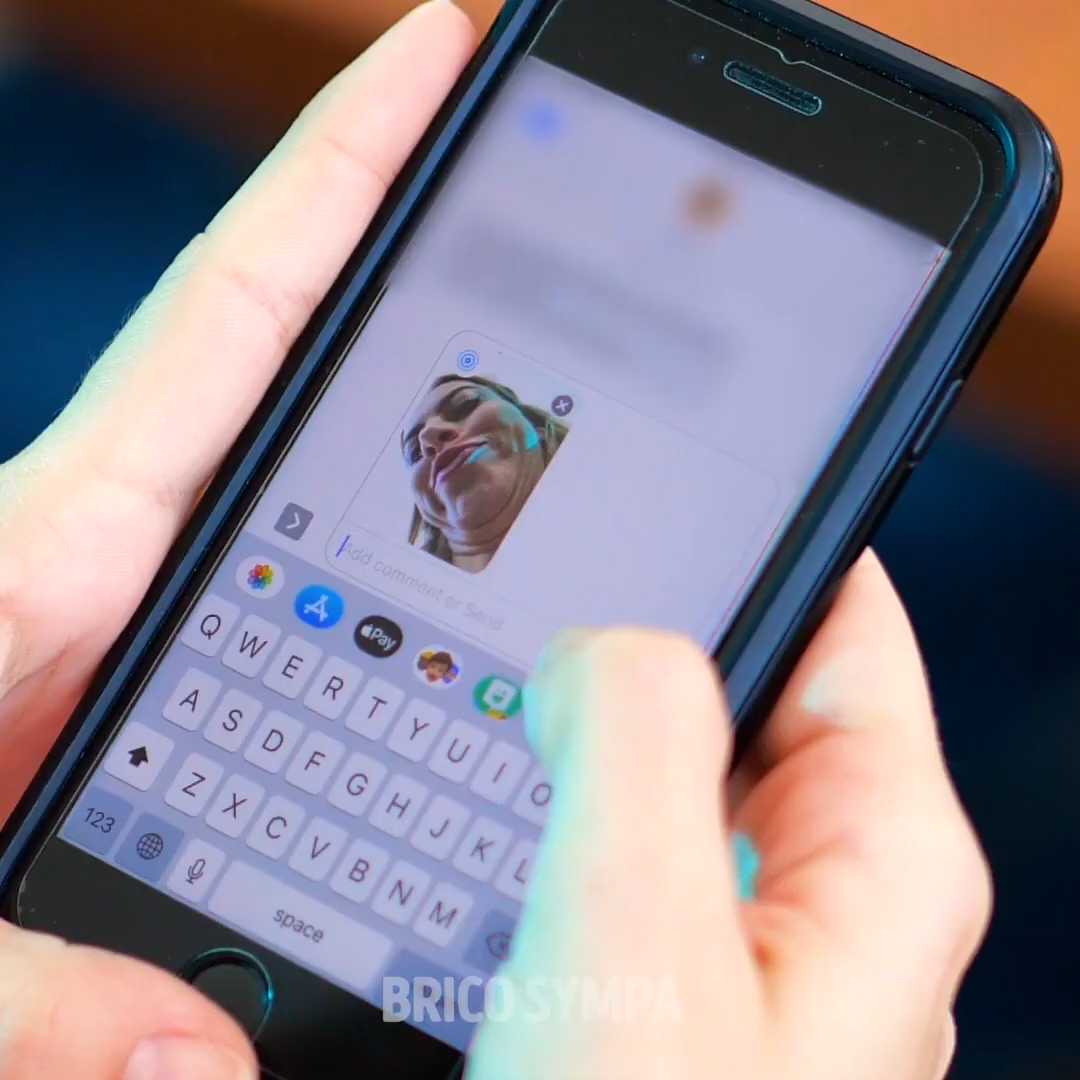 Add comment or Send
Pay
Q W E R T Y U I O
A S D F G H J K L
Z X C V B N M
123
space
BRICO SYMPA